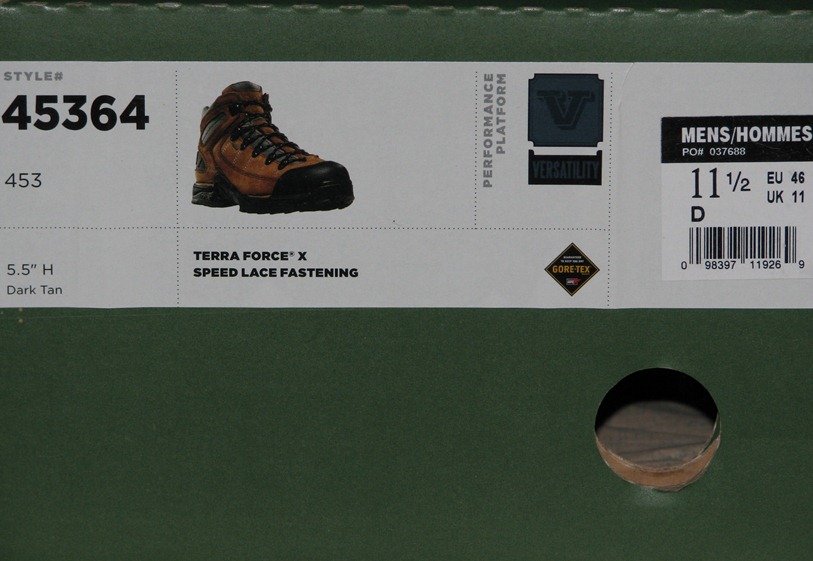 STYLE#
45364
453
5.5" H
Dark Tan
TERRA FORCE® X
SPEED LACE FASTENING
PERFORMANCE
PLATFORM
V
VERSATILITY
GORE-TEX
MENS/HOMMES
PO# 037688
11 1/2
EU 46
UK 11
D
0 98397 11926 9